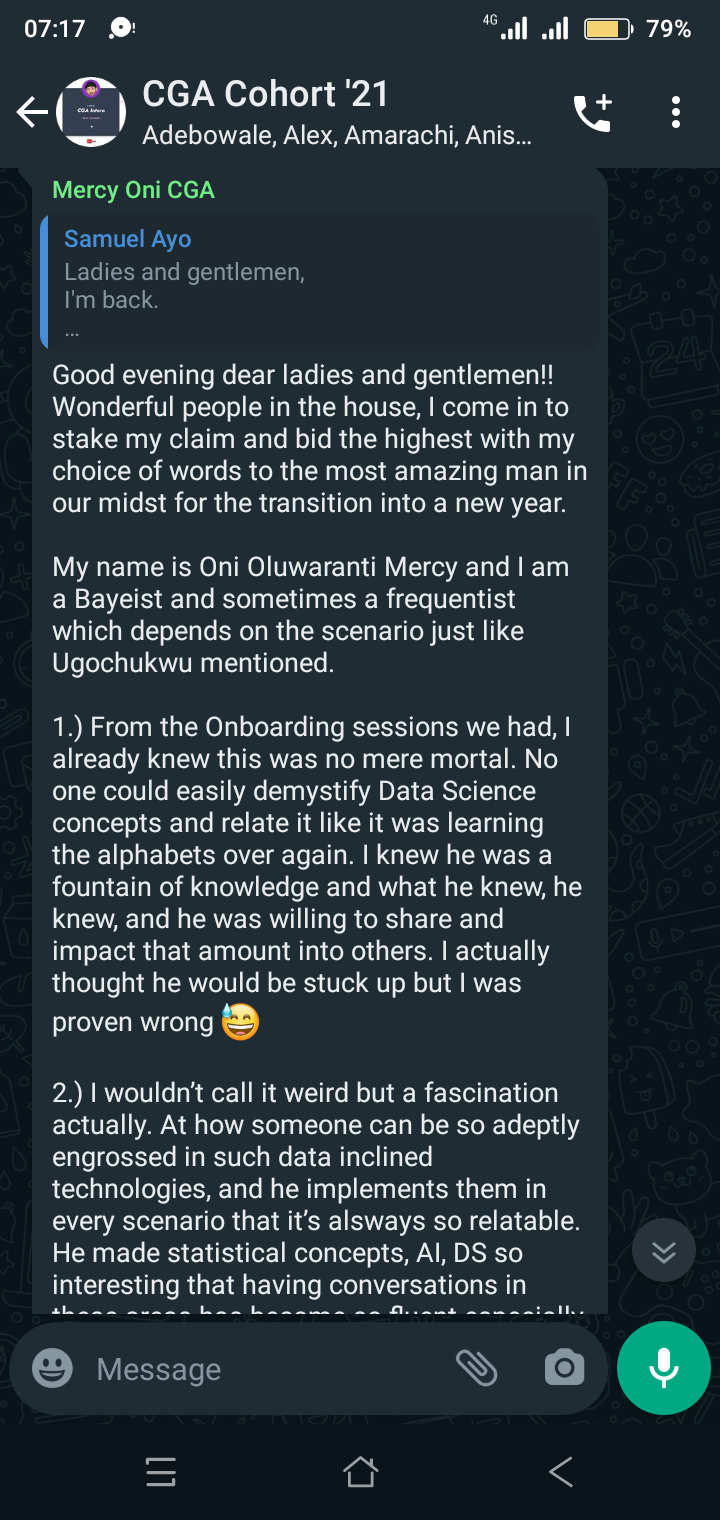 07:17
4G
79%
CGA Cohort '21
Adebowale, Alex, Amarachi, Anis...
Mercy Oni CGA
Samuel Ayo
Ladies and gentlemen,
I'm back.
...
Good evening dear ladies and gentlemen!!
Wonderful people in the house, I come in to
stake my claim and bid the highest with my
choice of words to the most amazing man in
our midst for the transition into a new year.
My name is Oni Oluwaranti Mercy and I am
a Bayeist and sometimes a frequentist
which depends on the scenario just like
Ugochukwu mentioned.
1.) From the Onboarding sessions we had, I
already knew this was no mere mortal. No
one could easily demystify Data Science
concepts and relate it like it was learning
the alphabets over again. I knew he was a
fountain of knowledge and what he knew, he
knew, and he was willing to share and
impact that amount into others. I actually
thought he would be stuck up but I was
proven wrong 😅
2.) I wouldn’t call it weird but a fascination
actually. At how someone can be so adeptly
engrossed in such data inclined
technologies, and he implements them in
every scenario that it’s alsways so relatable.
He made statistical concepts, AI, DS so
interesting that having conversations in
these areas has become so fluent especially
Message